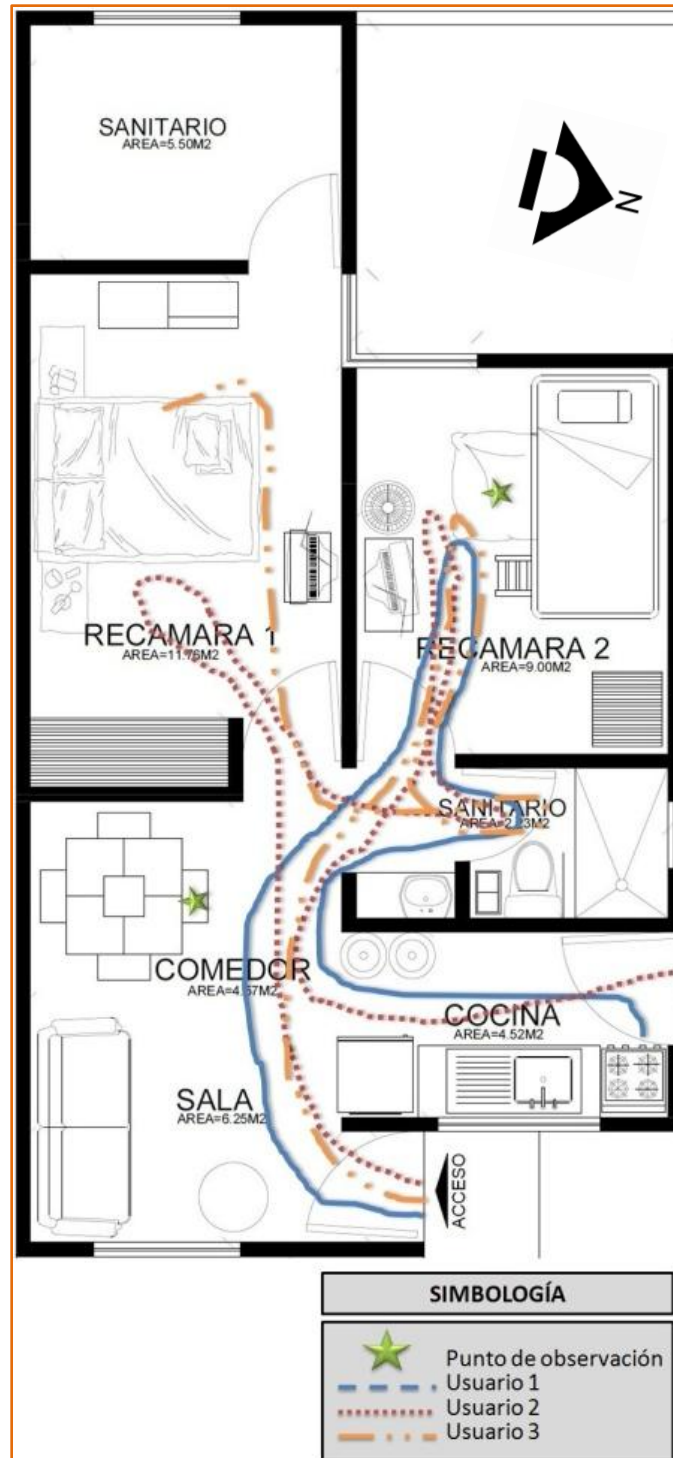 SANITARIO
AREA=5.50M2
N
RECAMARA 1
AREA=11.76M2
RECAMARA 2
AREA=9.00M2
SANITARIO
AREA=2.23M2
COMEDOR
AREA=4.67M2
COCINA
AREA=4.52M2
SALA
AREA=6.25M2
ACCESO
SIMBOLOGÍA
Punto de observación
Usuario 1
Usuario 2
Usuario 3